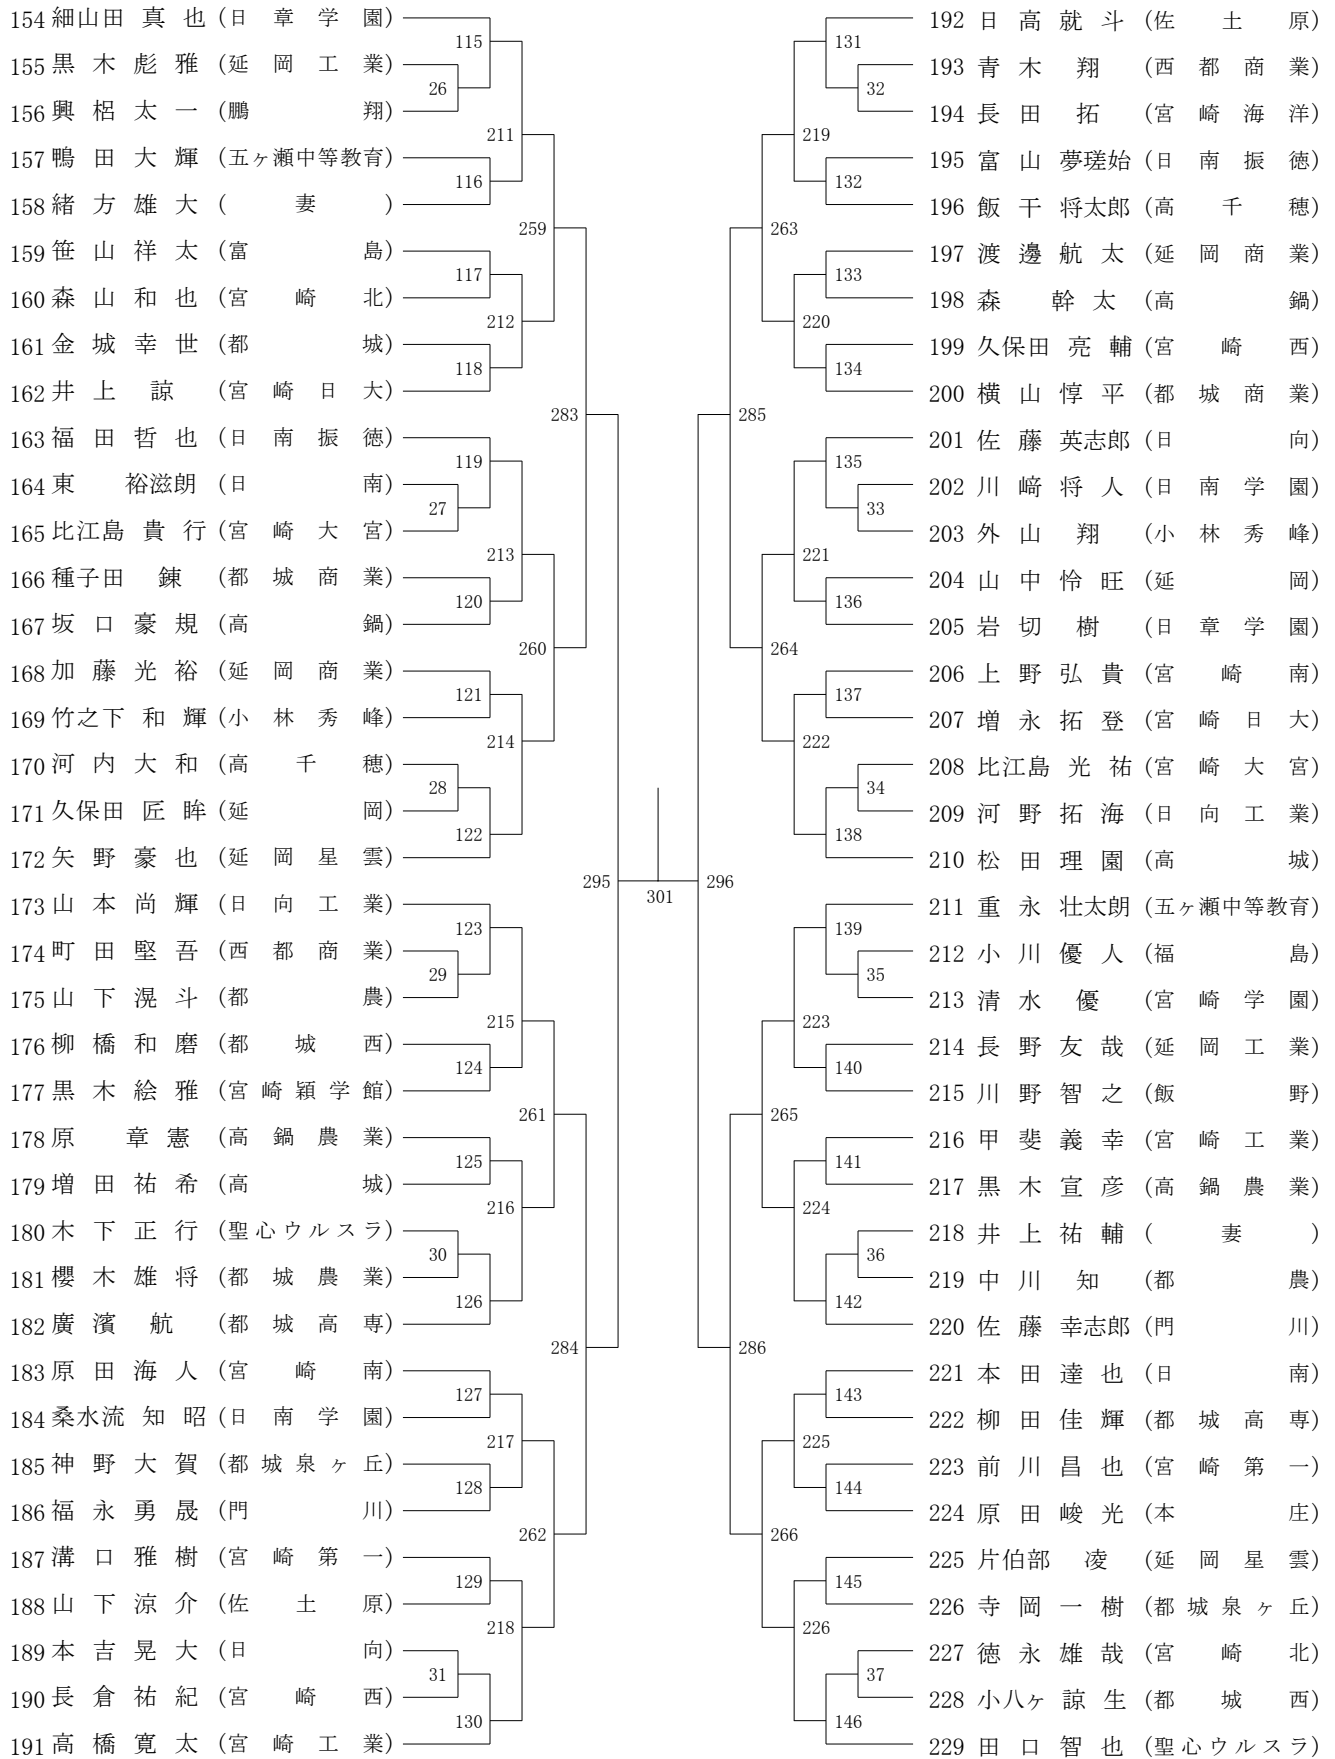 154 細山田 真 也 (日 章 学 園)
155 黒 木 彪 雅 (延 岡 工 業)
156 興 梠 太 一 (鵬 翔)
157 鴨 田 大 輝 (五ヶ瀬中等教育)
158 緒 方 雄 大 ( 妻 )
159 笹 山 祥 太 (富 島)
160 森 山 和 也 (宮 崎 北)
161 金 城 幸 世 (都 城)
162 井 上 諒 (宮 崎 日 大)
163 福 田 哲 也 (日 南 振 徳)
164 東 裕滋朗 (日 南)
165 比江島 貴 行 (宮 崎 大 宮)
166 種子田 錬 (都 城 商 業)
167 坂 口 豪 規 (高 鍋)
168 加 藤 光 裕 (延 岡 商 業)
169 竹之下 和 輝 (小 林 秀 峰)
170 河 内 大 和 (高 千 穂)
171 久保田 匠 眸 (延 岡)
172 矢 野 豪 也 (延 岡 星 雲)
173 山 本 尚 輝 (日 向 工 業)
174 町 田 堅 吾 (西 都 商 業)
175 山 下 滉 斗 (都 農)
176 柳 橋 和 磨 (都 城 西)
177 黒 木 絵 雅 (宮 崎 穎 学 館)
178 原 章 憲 (高 鍋 農 業)
179 増 田 祐 希 (高 城)
180 木 下 正 行 (聖心ウルスラ)
181 櫻 木 雄 将 (都 城 農 業)
182 廣 濱 航 (都 城 高 専)
183 原 田 海 人 (宮 崎 南)
184 桑水流 知 昭 (日 南 学 園)
185 神 野 大 賀 (都 城 泉 ヶ 丘)
186 福 永 勇 晟 (門 川)
187 溝 口 雅 樹 (宮 崎 第 一)
188 山 下 涼 介 (佐 土 原)
189 本 吉 晃 大 (日 向)
190 長 倉 祐 紀 (宮 崎 西)
191 高 橋 寛 太 (宮 崎 工 業)
115
26
211
116
259
117
212
118
283
119
27
213
120
260
121
214
28
122
295
123
29
215
124
261
125
216
30
126
284
127
217
128
262
129
218
31
130
301
296
131
32
219
132
263
133
220
134
285
135
33
221
136
264
137
222
34
138
139
35
223
140
265
141
224
36
142
286
143
225
144
266
145
226
37
146
192 日 高 就 斗 (佐 土 原)
193 青 木 翔 (西 都 商 業)
194 長 田 拓 (宮 崎 海 洋)
195 富 山 夢瑳始 (日 南 振 徳)
196 飯 干 将太郎 (高 千 穂)
197 渡 邊 航 太 (延 岡 商 業)
198 森 幹 太 (高 鍋)
199 久保田 亮 輔 (宮 崎 西)
200 横 山 惇 平 (都 城 商 業)
201 佐 藤 英志郎 (日 向)
202 川 﨑 将 人 (日 南 学 園)
203 外 山 翔 (小 林 秀 峰)
204 山 中 怜 旺 (延 岡)
205 岩 切 樹 (日 章 学 園)
206 上 野 弘 貴 (宮 崎 南)
207 増 永 拓 登 (宮 崎 日 大)
208 比江島 光 祐 (宮 崎 大 宮)
209 河 野 拓 海 (日 向 工 業)
210 松 田 理 園 (高 城)
211 重 永 壮太朗 (五ヶ瀬中等教育)
212 小 川 優 人 (福 島)
213 清 水 優 (宮 崎 学 園)
214 長 野 友 哉 (延 岡 工 業)
215 川 野 智 之 (飯 野)
216 甲 斐 義 幸 (宮 崎 工 業)
217 黒 木 宣 彦 (高 鍋 農 業)
218 井 上 祐 輔 ( 妻 )
219 中 川 知 (都 農)
220 佐 藤 幸志郎 (門 川)
221 本 田 達 也 (日 南)
222 柳 田 佳 輝 (都 城 高 専)
223 前 川 昌 也 (宮 崎 第 一)
224 原 田 峻 光 (本 庄)
225 片伯部 凌 (延 岡 星 雲)
226 寺 岡 一 樹 (都 城 泉 ヶ 丘)
227 徳 永 雄 哉 (宮 崎 北)
228 小八ヶ 諒 生 (都 城 西)
229 田 口 智 也 (聖心ウルスラ)